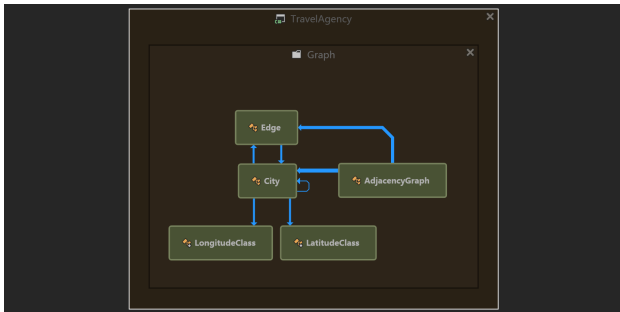 TravelAgency
Graph
Edge
City
AdjacencyGraph
LongitudeClass
LatitudeClass